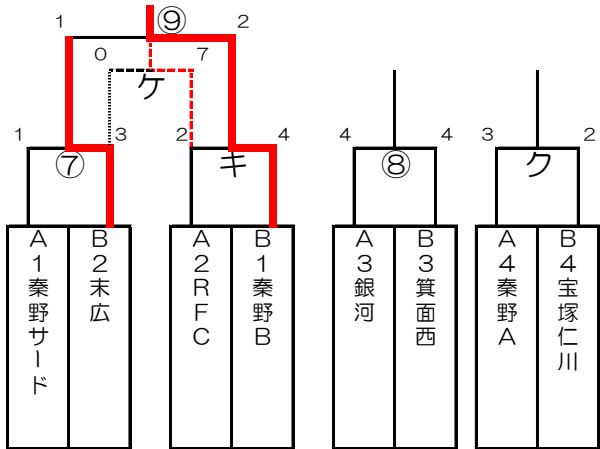 1 ⑨ 2
0 7
ケ
1 3 2 4 4 4 3 2
⑦ キ ⑧ ク
A1秦野サード
B2末広
A2RFC
B1秦野B
A3銀河
B3箕面西
A4秦野A
B4宝塚仁川